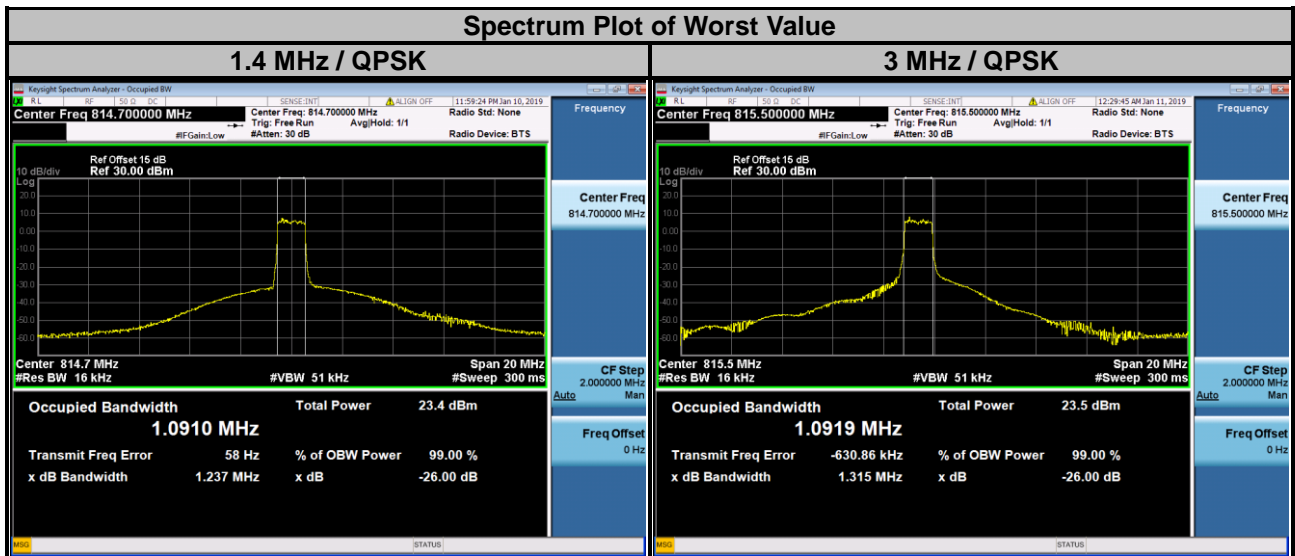 Spectrum Plot of Worst Value
1.4 MHz / QPSK
3 MHz / QPSK
Keysight Spectrum Analyzer - Occupied BW
RL RF 50 Ω DC SENSE:INT ALIGN OFF 11:59:24 PM Jan 10, 2019
Center Freq 814.700000 MHz
Center Freq: 814.700000 MHz
Radio Std: None
Trig: Free Run Avg|Hold: 1/1
#IFGain:Low #Atten: 30 dB Radio Device: BTS
Ref Offset 15 dB
10 dB/div Ref 30.00 dBm
Log
20.0
10.0
0.00
-10.0
-20.0
-30.0
-40.0
-50.0
-60.0
Center 814.7 MHz Span 20 MHz
#Res BW 16 kHz #VBW 51 kHz #Sweep 300 ms
Occupied Bandwidth Total Power 23.4 dBm
1.0910 MHz
Transmit Freq Error 58 Hz % of OBW Power 99.00 %
x dB Bandwidth 1.237 MHz x dB -26.00 dB
MSG STATUS
Frequency
Center Freq
814.700000 MHz
CF Step
2.000000 MHz
Auto Man
Freq Offset
0 Hz
Keysight Spectrum Analyzer - Occupied BW
RL RF 50 Ω DC SENSE:INT ALIGN OFF 12:29:45 AM Jan 11, 2019
Center Freq 815.500000 MHz
Center Freq: 815.500000 MHz
Radio Std: None
Trig: Free Run Avg|Hold: 1/1
#IFGain:Low #Atten: 30 dB Radio Device: BTS
Ref Offset 15 dB
10 dB/div Ref 30.00 dBm
Log
20.0
10.0
0.00
-10.0
-20.0
-30.0
-40.0
-50.0
-60.0
Center 815.5 MHz Span 20 MHz
#Res BW 16 kHz #VBW 51 kHz #Sweep 300 ms
Occupied Bandwidth Total Power 23.5 dBm
1.0919 MHz
Transmit Freq Error -630.86 kHz % of OBW Power 99.00 %
x dB Bandwidth 1.315 MHz x dB -26.00 dB
MSG STATUS
Frequency
Center Freq
815.500000 MHz
CF Step
2.000000 MHz
Auto Man
Freq Offset
0 Hz